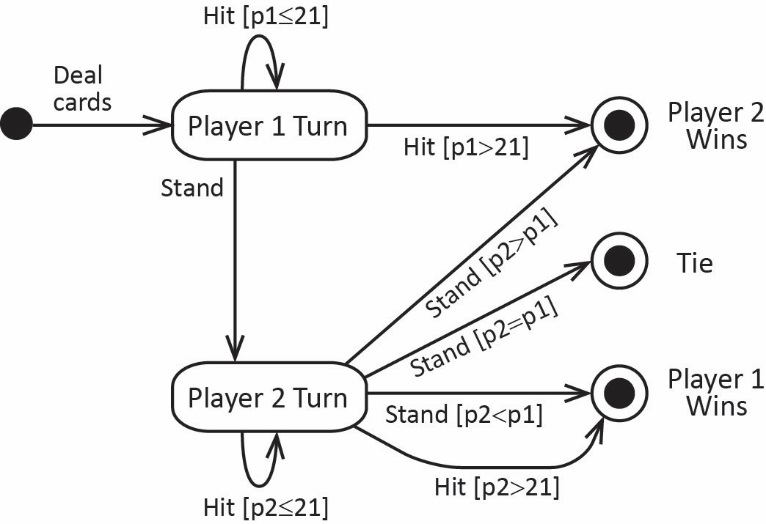 Hit [p1≤21]
Deal
cards
Player 1 Turn
Hit [p1>21]
Player 2
Wins
Stand
Stand [p2>p1]
Tie
Stand [p2=p1]
Player 2 Turn
Stand [p2<p1]
Player 1
Wins
Hit [p2>21]
Hit [p2≤21]